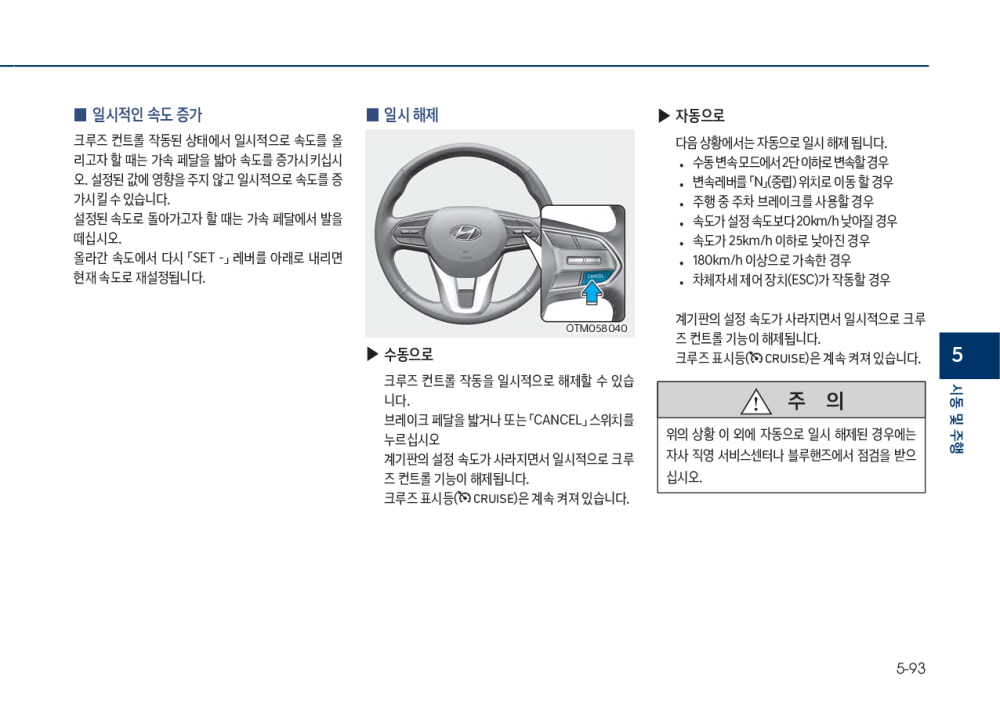 ■ 일시적인 속도 증가
크루즈 컨트롤 작동된 상태에서 일시적으로 속도를 올
리고자 할 때는 가속 페달을 밟아 속도를 증가시키십시
오. 설정된 값에 영향을 주지 않고 일시적으로 속도를 증
가시킬 수 있습니다.
설정된 속도로 돌아가고자 할 때는 가속 페달에서 발을
떼십시오.
올라간 속도에서 다시 「SET -」 레버를 아래로 내리면
현재 속도로 재설정됩니다.
■ 일시 해제
CANCEL
OTM058040
▶ 수동으로
크루즈 컨트롤 작동을 일시적으로 해제할 수 있습
니다.
브레이크 페달을 밟거나 또는 「CANCEL」 스위치를
누르십시오
계기판의 설정 속도가 사라지면서 일시적으로 크루
즈 컨트롤 기능이 해제됩니다.
크루즈 표시등( CRUISE)은 계속 켜져 있습니다.
▶ 자동으로
다음 상황에서는 자동으로 일시 해제 됩니다.
• 수동 변속 모드에서 2단 이하로 변속할 경우
• 변속레버를 「N」(중립) 위치로 이동 할 경우
• 주행 중 주차 브레이크를 사용할 경우
• 속도가 설정 속도보다 20km/h 낮아질 경우
• 속도가 25km/h 이하로 낮아진 경우
• 180km/h 이상으로 가속한 경우
• 차체자세 제어 장치(ESC)가 작동할 경우
계기판의 설정 속도가 사라지면서 일시적으로 크루
즈 컨트롤 기능이 해제됩니다.
크루즈 표시등( CRUISE)은 계속 켜져 있습니다.
주 의
위의 상황 이 외에 자동으로 일시 해제된 경우에는
자사 직영 서비스센터나 블루핸즈에서 점검을 받으
십시오.
5
시동 및 주행
5-93